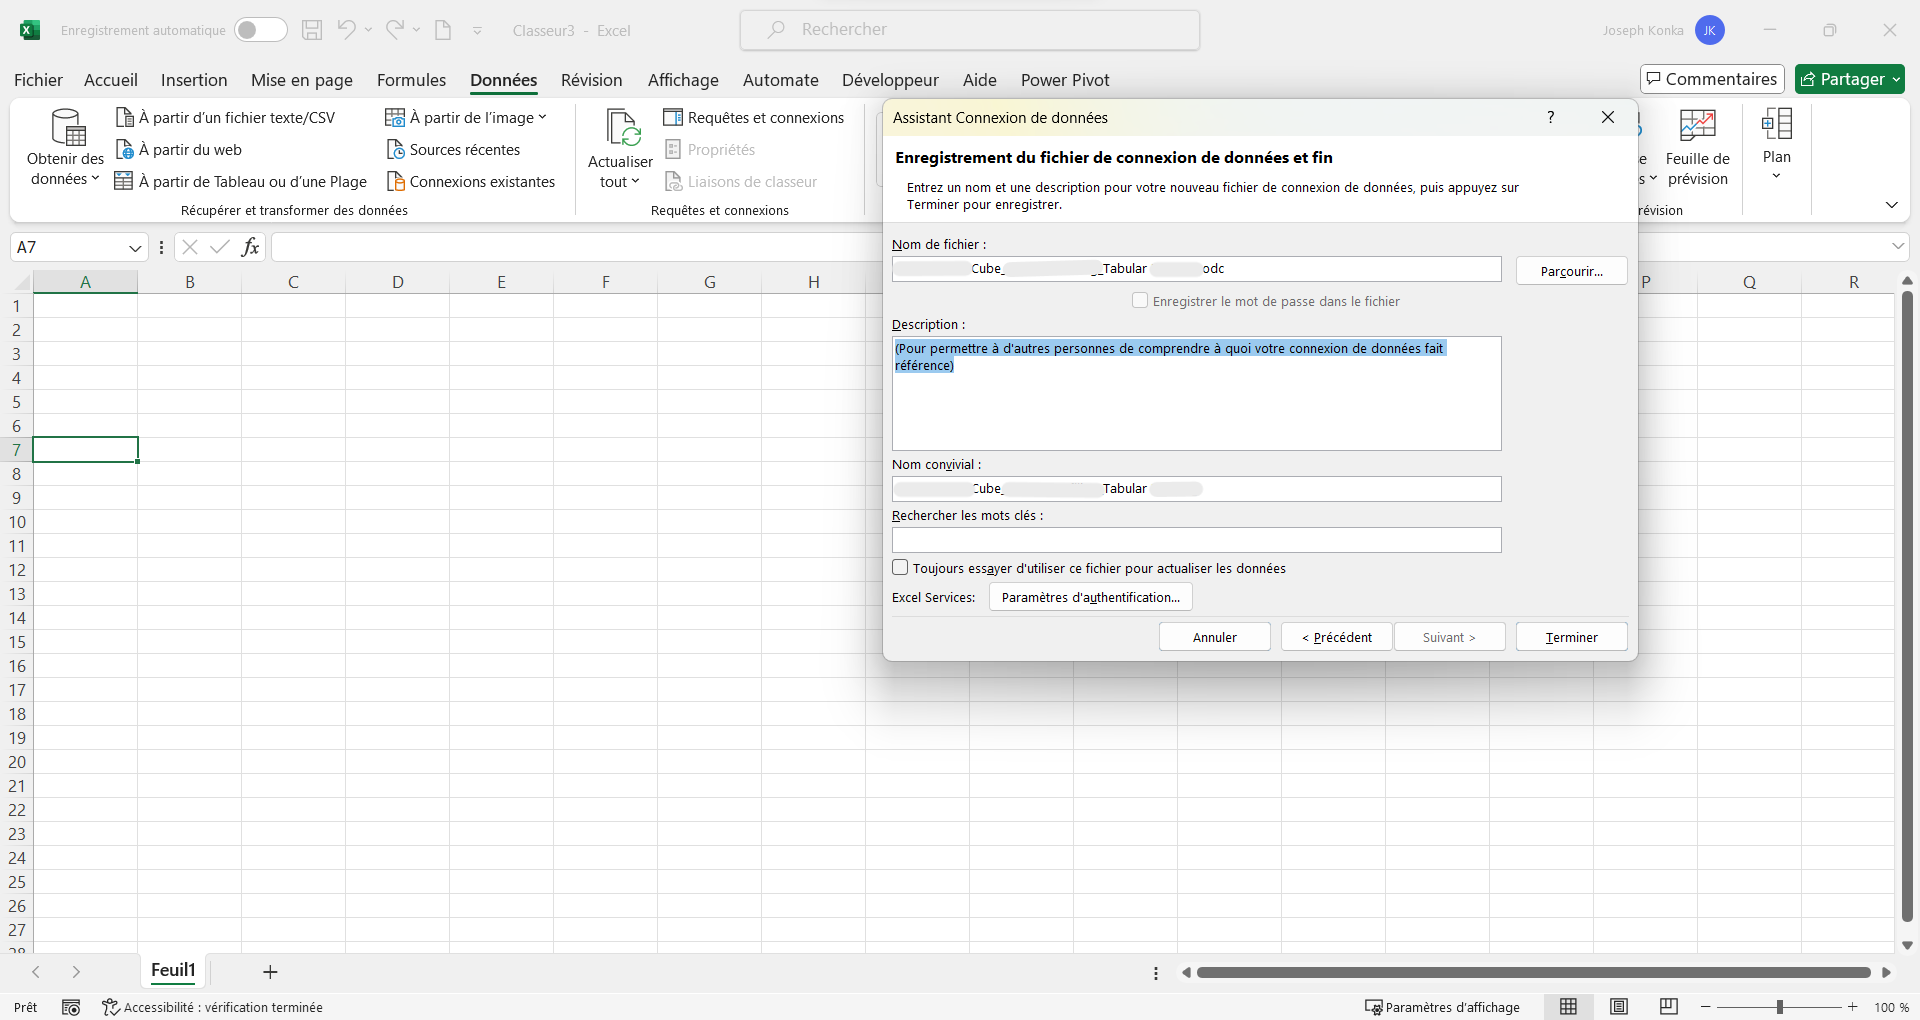 Enregistrement automatique
Classeur3 - Excel
Rechercher
Joseph Konka JK
Fichier Accueil Insertion Mise en page Formules Données Révision Affichage Automate Développeur Aide Power Pivot
Commentaires Partager
Obtenir des données
À partir d’un fichier texte/CSV
À partir du web
À partir de Tableau ou d’une Plage
À partir de l’image
Sources récentes
Connexions existantes
Récupérer et transformer des données
Actualiser tout
Requêtes et connexions
Propriétés
Liaisons de classeur
Requêtes et connexions
Feuille de prévision
Plan
révision
A7
fx
A B C D E F G H P Q R
1
2
3
4
5
6
7
8
9
10
11
12
13
14
15
16
17
18
19
20
21
22
23
24
25
26
27
28
Assistant Connexion de données ?
Enregistrement du fichier de connexion de données et fin
Entrez un nom et une description pour votre nouveau fichier de connexion de données, puis appuyez sur
Terminer pour enregistrer.
Nom de fichier :
Cube_ _Tabular odc
Parcourir...
Enregistrer le mot de passe dans le fichier
Description :
(Pour permettre à d'autres personnes de comprendre à quoi votre connexion de données fait
référence)
Nom convivial :
Cube_ _Tabular
Rechercher les mots clés :
Toujours essayer d'utiliser ce fichier pour actualiser les données
Excel Services: Paramètres d'authentification...
Annuler < Précédent Suivant > Terminer
Feuil1
Prêt
Accessibilité : vérification terminée
Paramètres d’affichage
100 %